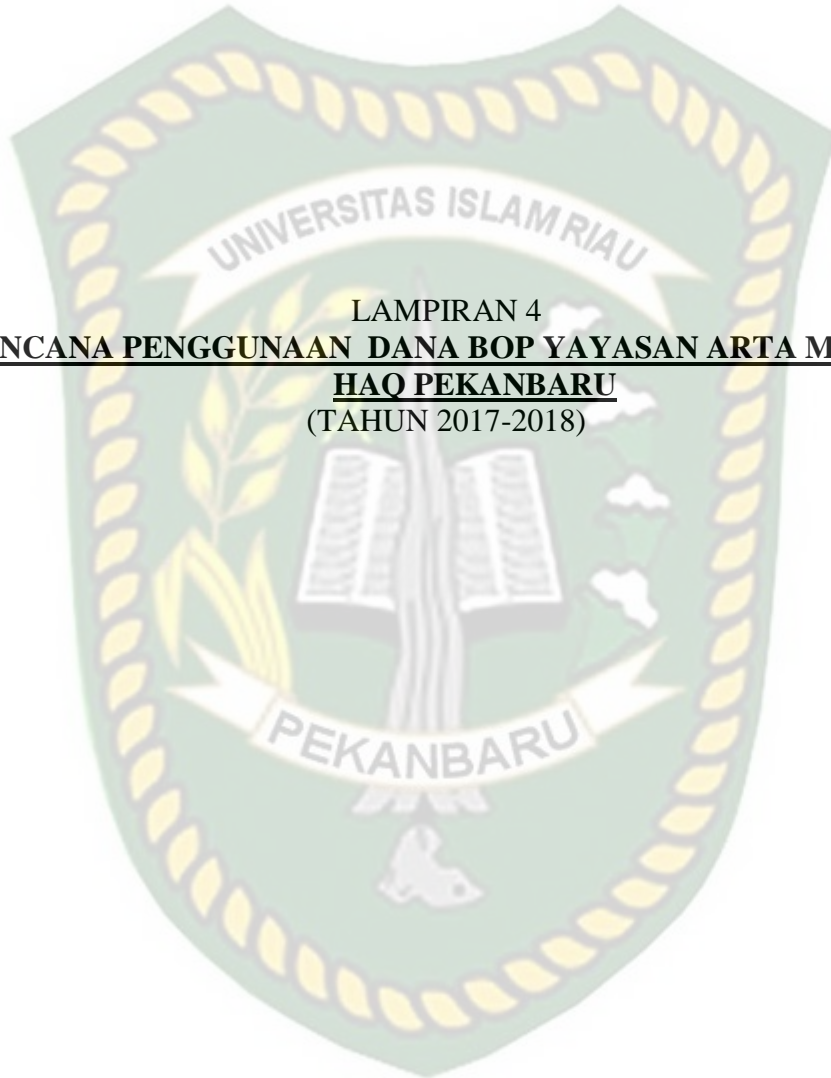 UNIVERSITAS ISLAM RIAU
LAMPIRAN 4
NCANA PENGGUNAAN DANA BOP YAYASAN ARTA M
HAQ PEKANBARU
(TAHUN 2017-2018)
PEKANBARU